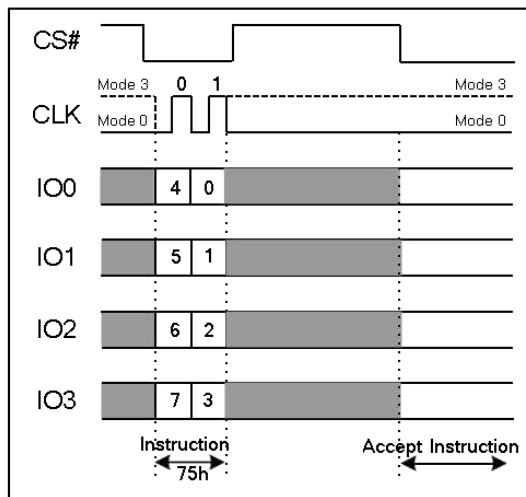 CS#
Mode 3 0 1 Mode 3
CLK
Mode 0 Mode 0
IO0 4 0
IO1 5 1
IO2 6 2
IO3 7 3
Instruction Accept Instruction
75h